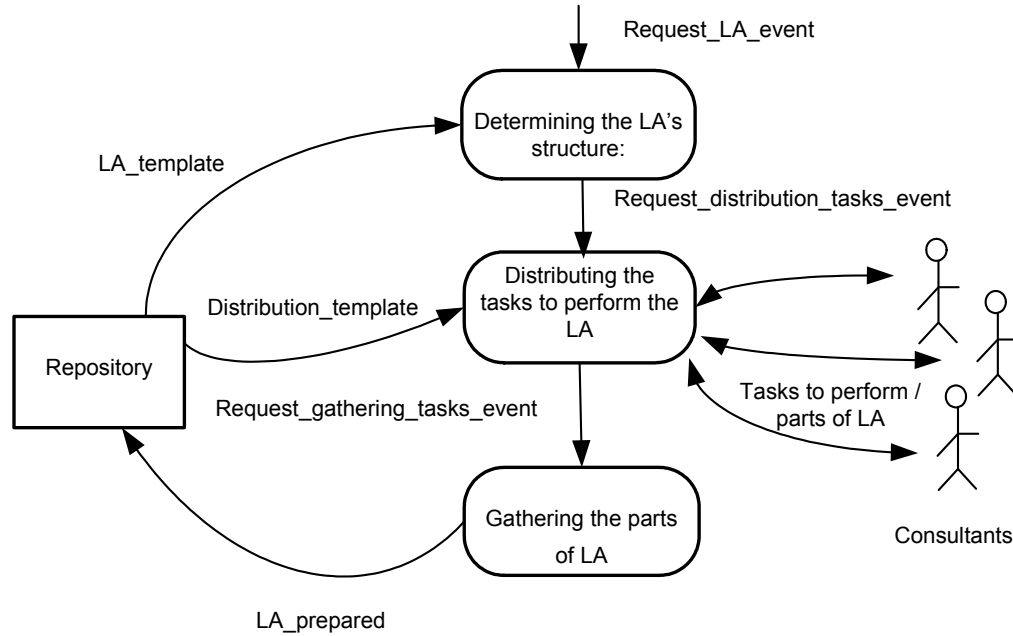 Request_LA_event
Determining the LA's
structure:
LA_template
Request_distribution_tasks_event
Distributing the
tasks to perform the
LA
Distribution_template
Repository
Request_gathering_tasks_event
Tasks to perform /
parts of LA
Gathering the parts
of LA
Consultants
LA_prepared